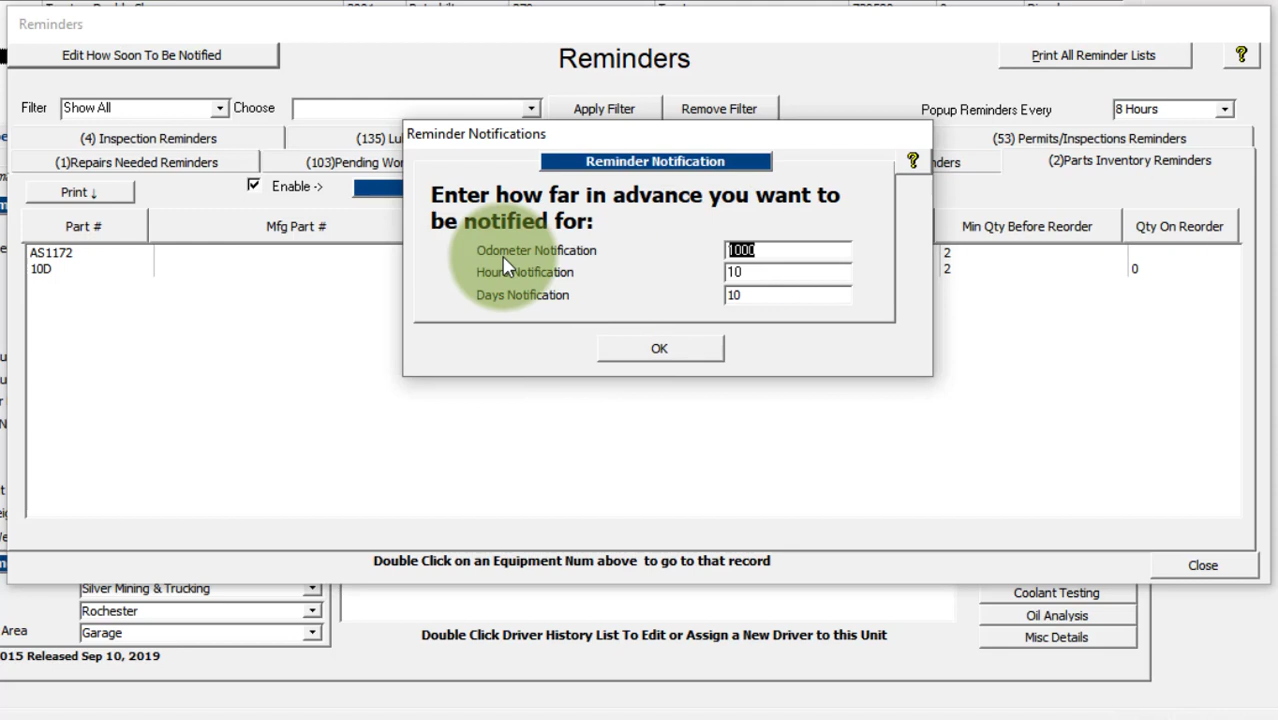 Reminders
Edit How Soon To Be Notified
Reminders
Print All Reminder Lists
?
Filter
Show All
Choose
Apply Filter
Remove Filter
Popup Reminders Every
8 Hours
(4) Inspection Reminders
(135) Lu
Reminder Notifications
(53) Permits/Inspections Reminders
(1)Repairs Needed Reminders
(103)Pending Wo
Reminder Notification
?
nders
(2)Parts Inventory Reminders
Print ↓
Enable ->
Enter how far in advance you want to
be notified for:
Part #
Mfg Part #
Min Qty Before Reorder
Qty On Reorder
Odometer Notification
1000
AS1172
2
Hours Notification
10
10D
2
0
Days Notification
10
OK
Double Click on an Equipment Num above to go to that record
Close
Silver Mining & Trucking
Coolant Testing
Rochester
Oil Analysis
Area
Garage
Double Click Driver History List To Edit or Assign a New Driver to this Unit
Misc Details
015 Released Sep 10, 2019